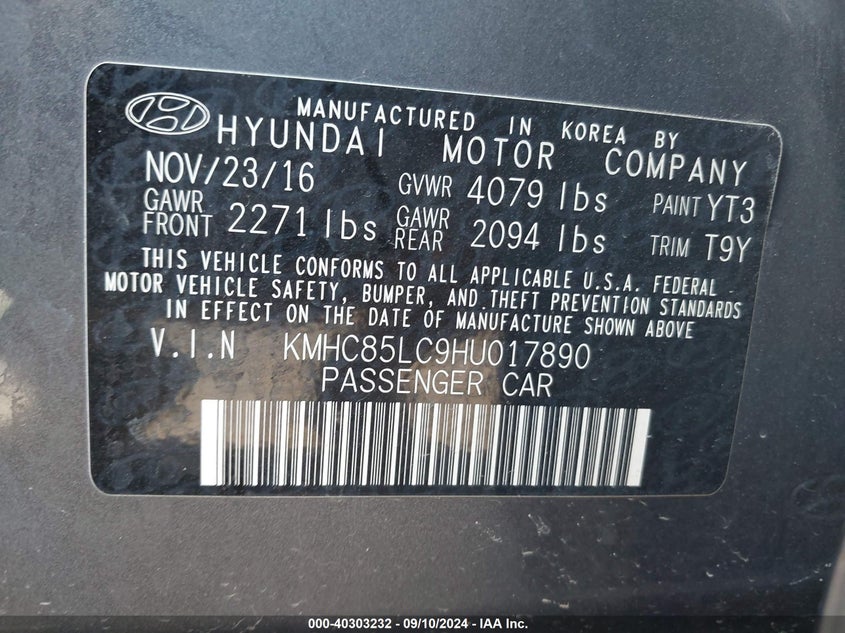 MANUFACTURED IN KOREA BY
HYUNDAI MOTOR COMPANY
NOV/23/16 GVWR 4079 lbs PAINT YT3
GAWR FRONT 2271 lbs GAWR REAR 2094 lbs TRIM T9Y
THIS VEHICLE CONFORMS TO ALL APPLICABLE U.S.A. FEDERAL
MOTOR VEHICLE SAFETY, BUMPER, AND THEFT PREVENTION STANDARDS
IN EFFECT ON THE DATE OF MANUFACTURE SHOWN ABOVE
V.I.N KMHC85LC9HU017890
PASSENGER CAR
000-40303232 - 09/10/2024 - IAA Inc.